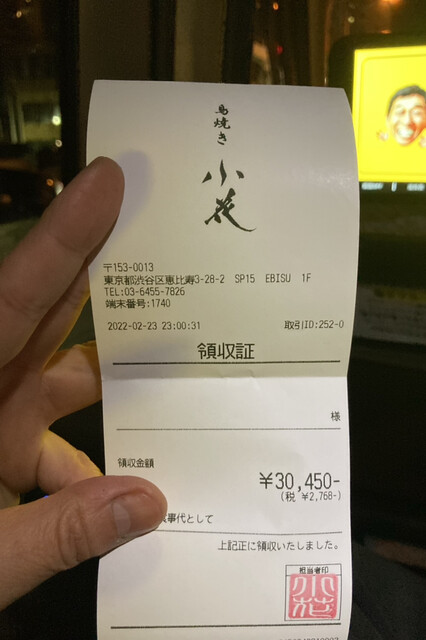 鳥焼き
小花
〒153-0013
東京都渋谷区恵比寿3-28-2 SP15 EBISU 1F
TEL:03-6455-7826
端末番号:1740
2022-02-23 23:00:31 取引ID:252-0
領収証
様
領収金額
¥30,450-
(税 ¥2,768-)
食事代として
上記正に領収いたしました。
担当者印
小花